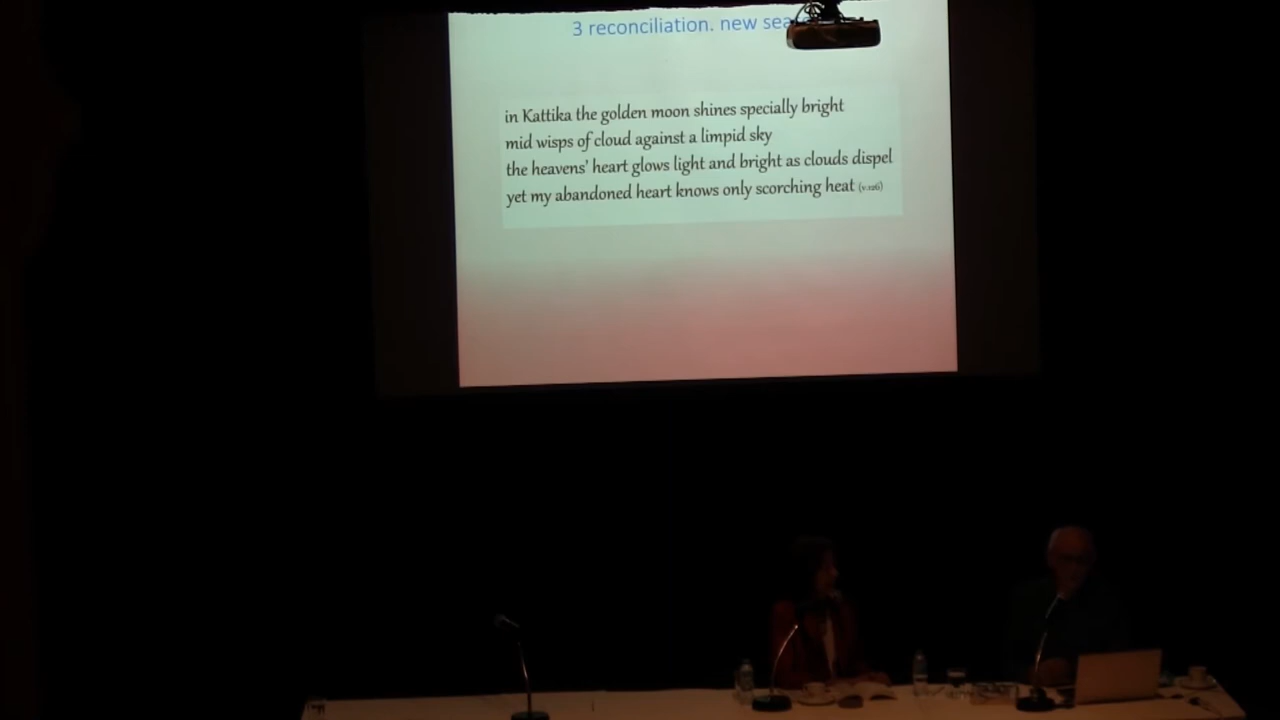 3 reconciliation. new
in Kattika the golden moon shines specially bright
mid wisps of cloud against a limpid sky
the heavens' heart glows light and bright as clouds dispel
yet my abandoned heart knows only scorching heat (v.126)